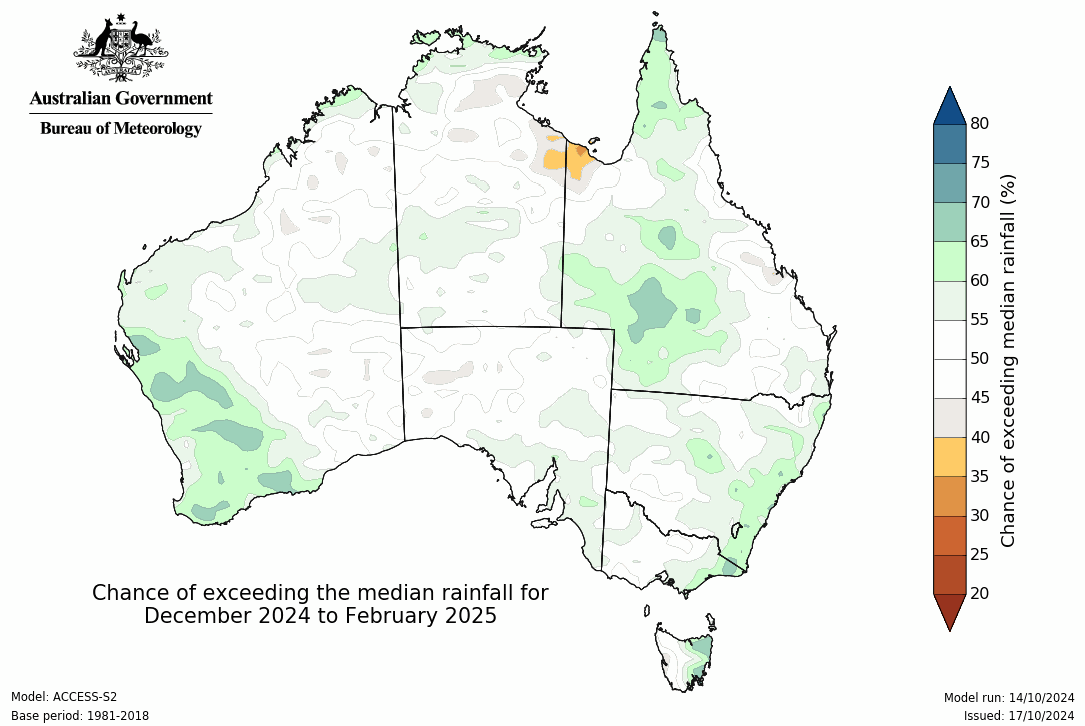 Australian Government
Bureau of Meteorology
80
75
70
65
60
55
50
45
40
35
30
25
20
Chance of exceeding median rainfall (%)
Chance of exceeding the median rainfall for
December 2024 to February 2025
Model: ACCESS-S2
Base period: 1981-2018
Model run: 14/10/2024
Issued: 17/10/2024